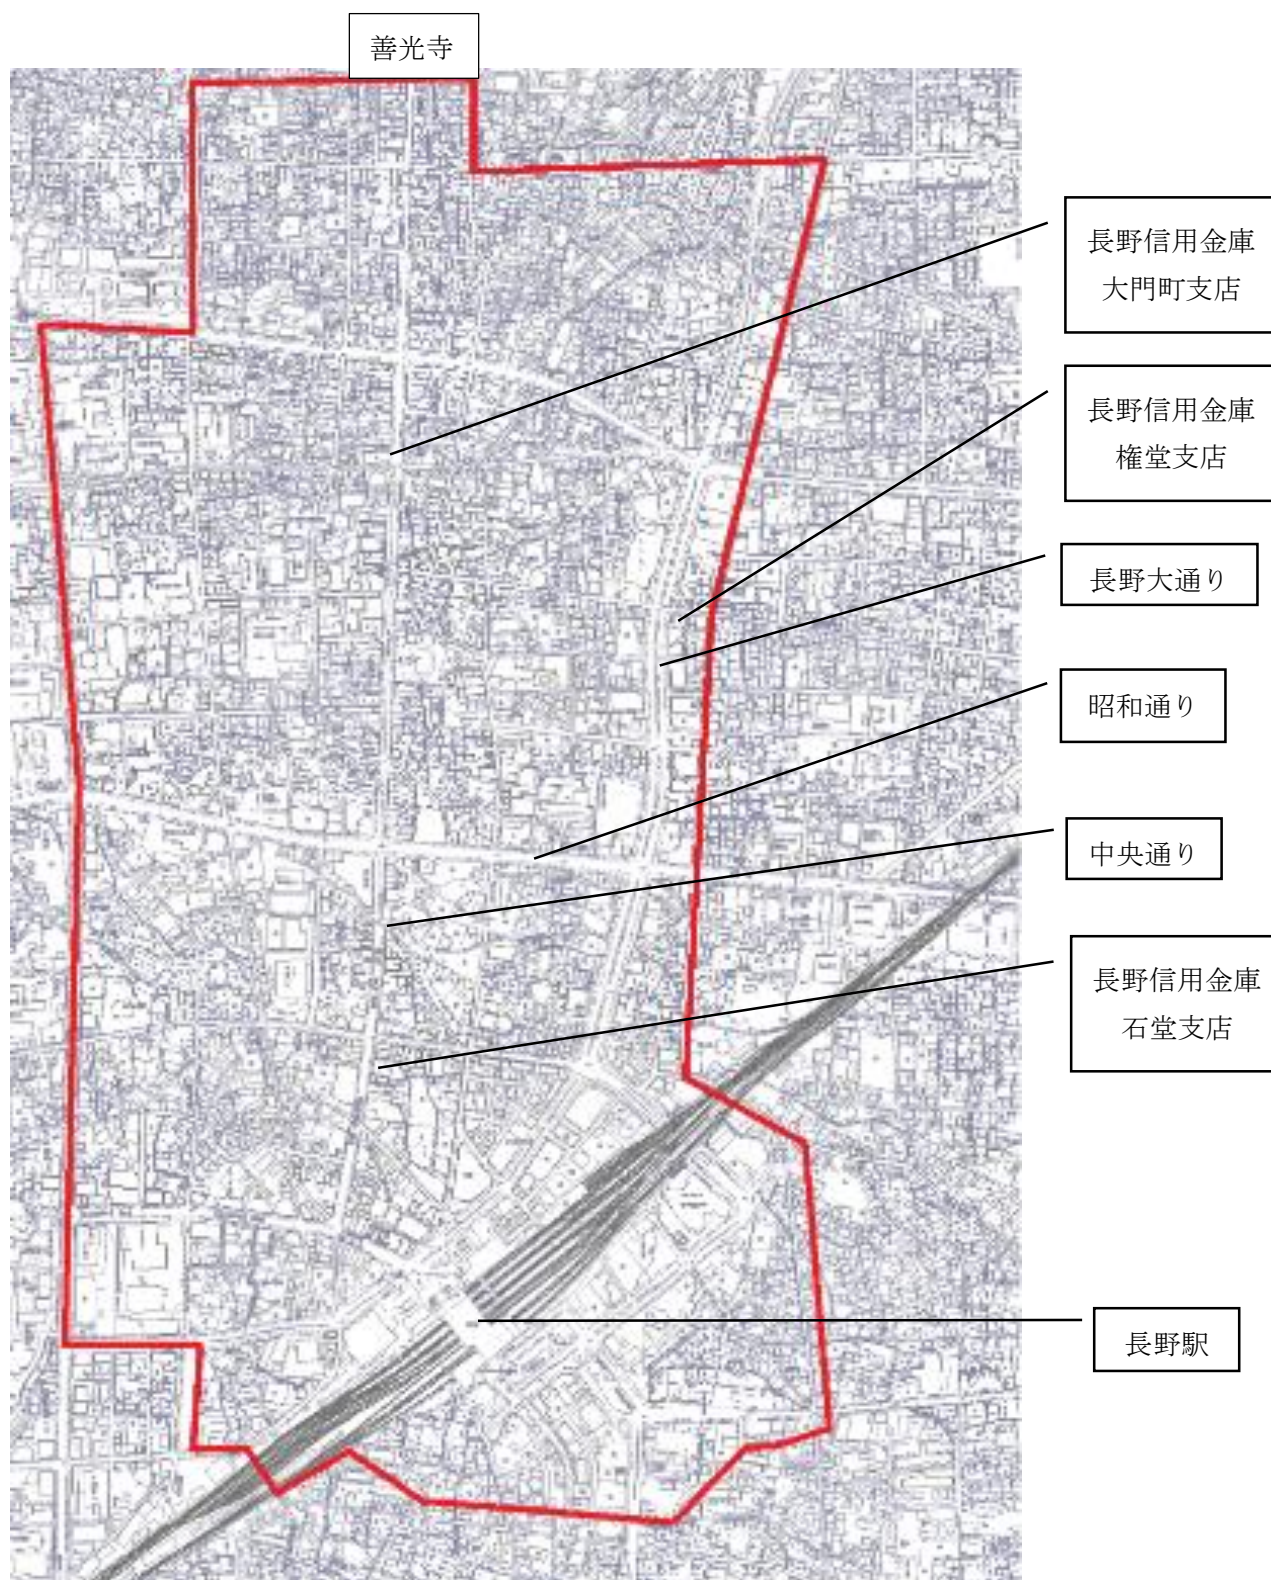 善光寺
長野信用金庫
大門町支店
長野信用金庫
権堂支店
長野大通り
昭和通り
中央通り
長野信用金庫
石堂支店
長野駅